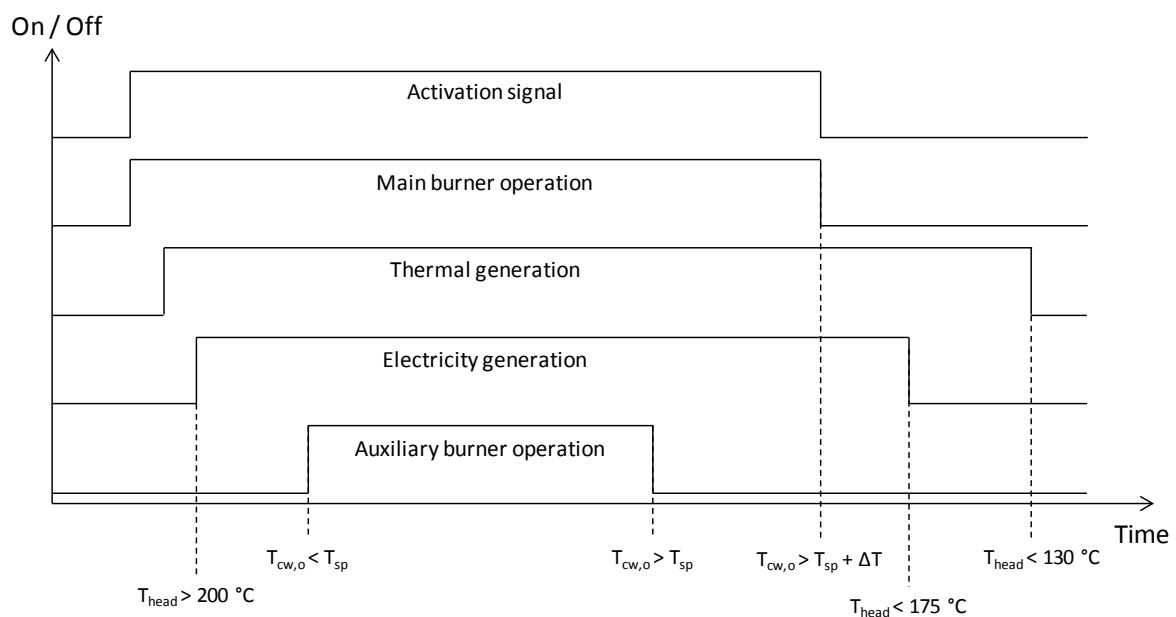 On / Off
Activation signal
Main burner operation
Thermal generation
Electricity generation
Auxiliary burner operation
Time
T_cw,o < T_sp
T_cw,o > T_sp
T_cw,o > T_sp + ΔT
T_head < 130 °C
T_head > 200 °C
T_head < 175 °C